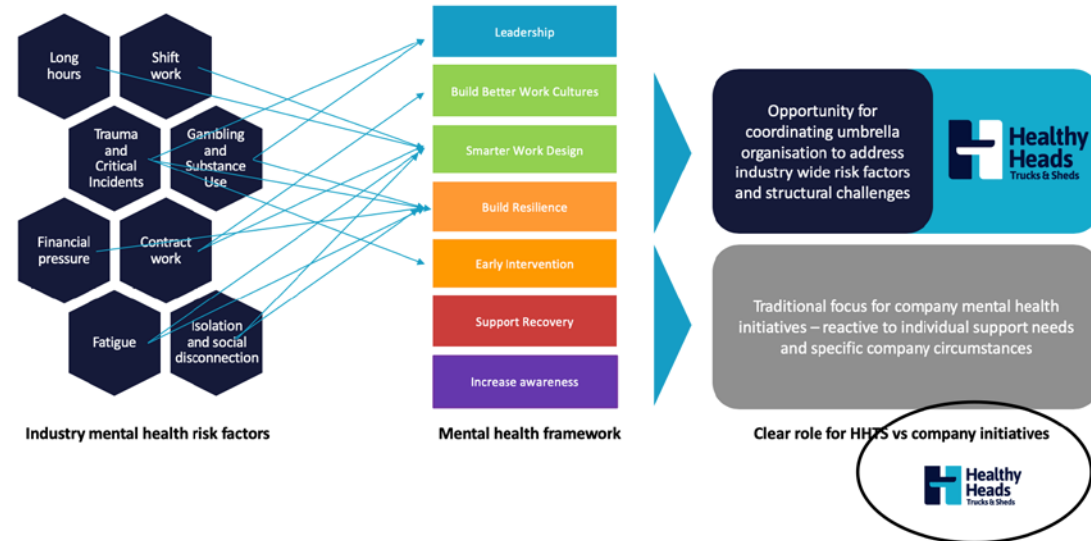 Long
hours
Shift
work
Trauma
and
Critical
Incidents
Gambling
and
Substance
Use
Financial
pressure
Contract
work
Fatigue
Isolation
and social
disconnection
Industry mental health risk factors
Leadership
Build Better Work Cultures
Smarter Work Design
Build Resilience
Early Intervention
Support Recovery
Increase awareness
Mental health framework
Opportunity for
coordinating umbrella
organisation to address
industry wide risk factors
and structural challenges
Healthy
Heads
Trucks & Sheds
Traditional focus for company mental health
initiatives – reactive to individual support needs
and specific company circumstances
Clear role for HHTS vs company initiatives
Healthy
Heads
Trucks & Sheds